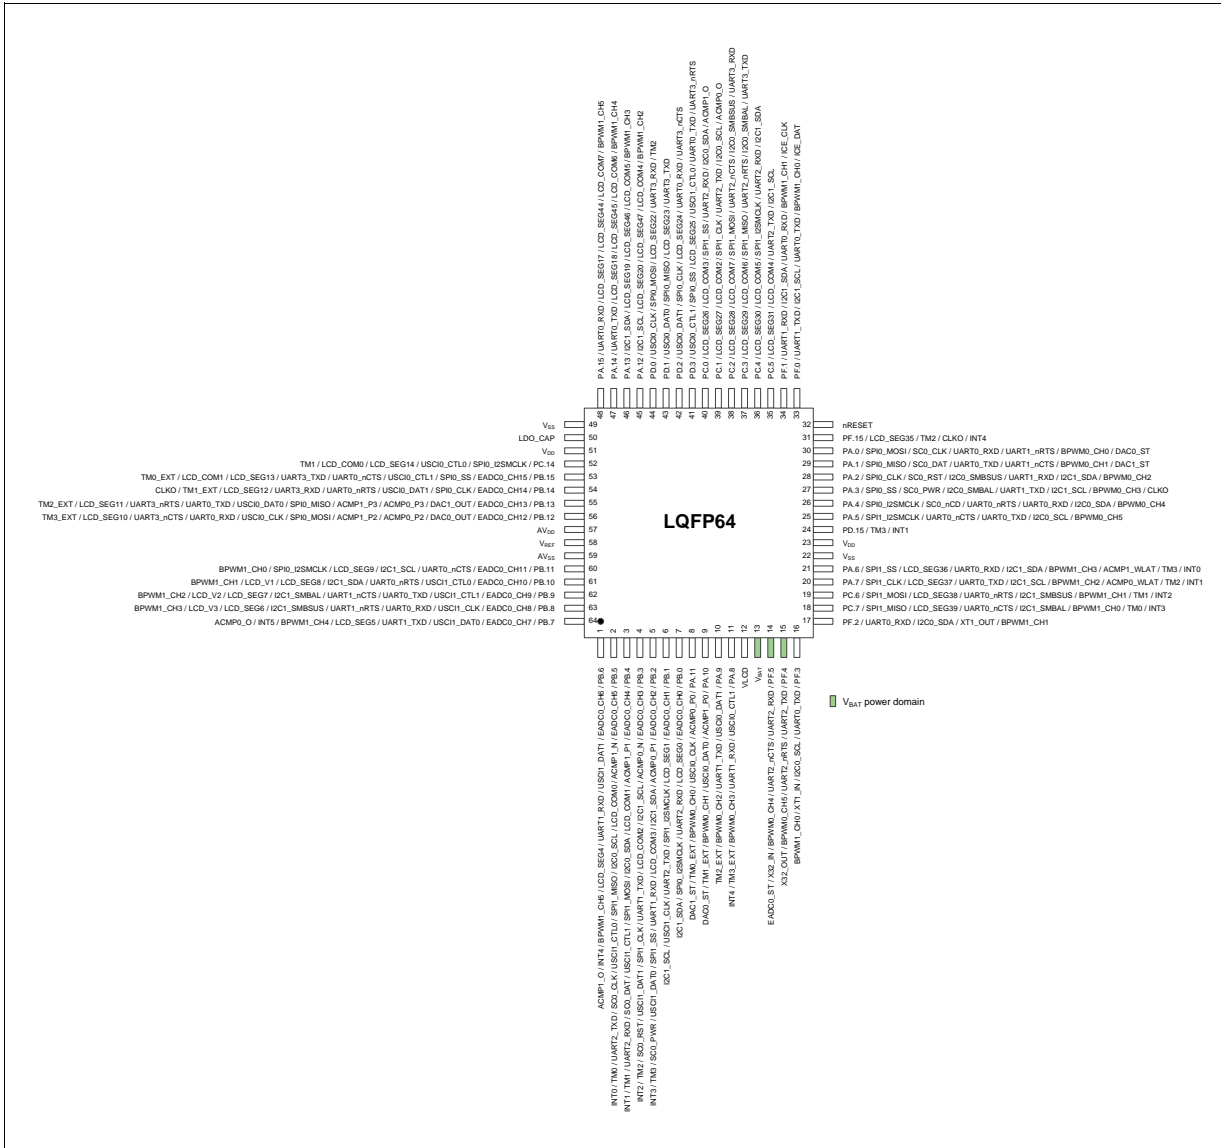 PA.15 / UART0_RXD / LCD_SEG17 / LCD_SEG44 / LCD_COM7 / BPWM1_CH5
PA.14 / UART0_TXD / LCD_SEG18 / LCD_SEG45 / LCD_COM6 / BPWM1_CH4
PA.13 / I2C1_SDA / LCD_SEG19 / LCD_SEG46 / LCD_COM5 / BPWM1_CH3
PA.12 / I2C1_SCL / LCD_SEG20 / LCD_SEG47 / LCD_COM4 / BPWM1_CH2
PD.0 / USCI0_CLK / SPI0_MOSI / LCD_SEG22 / UART3_RXD / TM2
PD.1 / USCI0_DAT0 / SPI0_MISO / LCD_SEG23 / UART3_TXD
PD.2 / USCI0_DAT1 / SPI0_CLK / LCD_SEG24 / UART0_RXD / UART3_nCTS
PD.3 / USCI0_CTL1 / SPI0_SS / LCD_SEG25 / USCI1_CTL0 / UART0_TXD / UART3_nRTS
PC.0 / LCD_SEG26 / LCD_COM3 / SPI1_SS / UART2_RXD / I2C0_SDA / ACMP1_O
PC.1 / LCD_SEG27 / LCD_COM2 / SPI1_CLK / UART2_TXD / I2C0_SCL / ACMP0_O
PC.2 / LCD_SEG28 / LCD_COM7 / SPI1_MOSI / UART2_nCTS / I2C0_SMBSUS / UART3_RXD
PC.3 / LCD_SEG29 / LCD_COM6 / SPI1_MISO / UART2_nRTS / I2C0_SMBAL / UART3_TXD
PC.4 / LCD_SEG30 / LCD_COM5 / SPI1_I2SMCLK / UART2_RXD / I2C1_SDA
PC.5 / LCD_SEG31 / LCD_COM4 / UART2_TXD / I2C1_SCL
PF.1 / UART1_RXD / I2C1_SDA / UART0_RXD / BPWM1_CH1 / ICE_CLK
PF.0 / UART1_TXD / I2C1_SCL / UART0_TXD / BPWM1_CH0 / ICE_DAT
48 47 46 45 44 43 42 41 40 39 38 37 36 35 34 33
VSS 49
LDO_CAP 50
VDD 51
TM1 / LCD_COM0 / LCD_SEG14 / USCI0_CTL0 / SPI0_I2SMCLK / PC.14 52
TM0_EXT / LCD_COM1 / LCD_SEG13 / UART3_TXD / UART0_nCTS / USCI0_CTL1 / SPI0_SS / EADC0_CH15 / PB.15 53
CLKO / TM1_EXT / LCD_SEG12 / UART3_RXD / UART0_nRTS / USCI0_DAT1 / SPI0_CLK / EADC0_CH14 / PB.14 54
TM2_EXT / LCD_SEG11 / UART3_nRTS / UART0_TXD / USCI0_DAT0 / SPI0_MISO / ACMP1_P3 / ACMP0_P3 / DAC1_OUT / EADC0_CH13 / PB.13 55
TM3_EXT / LCD_SEG10 / UART3_nCTS / UART0_RXD / USCI0_CLK / SPI0_MOSI / ACMP1_P2 / ACMP0_P2 / DAC0_OUT / EADC0_CH12 / PB.12 56
AVDD 57
VREF 58
AVSS 59
BPWM1_CH0 / SPI0_I2SMCLK / LCD_SEG9 / I2C1_SCL / UART0_nCTS / EADC0_CH11 / PB.11 60
BPWM1_CH1 / LCD_V1 / LCD_SEG8 / I2C1_SDA / UART0_nRTS / USCI1_CTL0 / EADC0_CH10 / PB.10 61
BPWM1_CH2 / LCD_V2 / LCD_SEG7 / I2C1_SMBAL / UART1_nCTS / UART0_TXD / USCI1_CTL1 / EADC0_CH9 / PB.9 62
BPWM1_CH3 / LCD_V3 / LCD_SEG6 / I2C1_SMBSUS / UART1_nRTS / UART0_RXD / USCI1_CLK / EADC0_CH8 / PB.8 63
ACMP0_O / INT5 / BPWM1_CH4 / LCD_SEG5 / UART1_TXD / USCI1_DAT0 / EADC0_CH7 / PB.7 64
LQFP64
32 nRESET
31 PF.15 / LCD_SEG35 / TM2 / CLKO / INT4
30 PA.0 / SPI0_MOSI / SC0_CLK / UART0_RXD / UART1_nRTS / BPWM0_CH0 / DAC0_ST
29 PA.1 / SPI0_MISO / SC0_DAT / UART0_TXD / UART1_nCTS / BPWM0_CH1 / DAC1_ST
28 PA.2 / SPI0_CLK / SC0_RST / I2C0_SMBSUS / UART1_RXD / I2C1_SDA / BPWM0_CH2
27 PA.3 / SPI0_SS / SC0_PWR / I2C0_SMBAL / UART1_TXD / I2C1_SCL / BPWM0_CH3 / CLKO
26 PA.4 / SPI0_I2SMCLK / SC0_nCD / UART0_nRTS / UART0_RXD / I2C0_SDA / BPWM0_CH4
25 PA.5 / SPI1_I2SMCLK / UART0_nCTS / UART0_TXD / I2C0_SCL / BPWM0_CH5
24 PD.15 / TM3 / INT1
23 VDD
22 VSS
21 PA.6 / SPI1_SS / LCD_SEG36 / UART0_RXD / I2C1_SDA / BPWM1_CH3 / ACMP1_WLAT / TM3 / INT0
20 PA.7 / SPI1_CLK / LCD_SEG37 / UART0_TXD / I2C1_SCL / BPWM1_CH2 / ACMP0_WLAT / TM2 / INT1
19 PC.6 / SPI1_MOSI / LCD_SEG38 / UART0_nRTS / I2C1_SMBSUS / BPWM1_CH1 / TM1 / INT2
18 PC.7 / SPI1_MISO / LCD_SEG39 / UART0_nCTS / I2C1_SMBAL / BPWM1_CH0 / TM0 / INT3
17 PF.2 / UART0_RXD / I2C0_SDA / XT1_OUT / BPWM1_CH1
1 2 3 4 5 6 7 8 9 10 11 12 13 14 15 16
ACMP1_O / INT4 / BPWM1_CH5 / LCD_SEG4 / UART1_RXD / USCI1_DAT1 / EADC0_CH6 / PB.6
INT0 / TM0 / UART2_TXD / SC0_CLK / USCI1_CTL0 / SPI1_MISO / I2C0_SCL / LCD_COM0 / ACMP1_N / EADC0_CH5 / PB.5
INT1 / TM1 / UART2_RXD / SC0_DAT / USCI1_CTL1 / SPI1_MOSI / I2C0_SDA / LCD_COM1 / ACMP1_P1 / EADC0_CH4 / PB.4
INT2 / TM2 / SC0_RST / USCI1_DAT1 / SPI1_CLK / UART1_TXD / LCD_COM2 / I2C1_SCL / ACMP0_N / EADC0_CH3 / PB.3
INT3 / TM3 / SC0_PWR / USCI1_DAT0 / SPI1_SS / UART1_RXD / LCD_COM3 / I2C1_SDA / ACMP0_P1 / EADC0_CH2 / PB.2
I2C1_SCL / USCI1_CLK / UART2_TXD / SPI1_I2SMCLK / LCD_SEG1 / EADC0_CH1 / PB.1
I2C1_SDA / SPI0_I2SMCLK / UART2_RXD / LCD_SEG0 / EADC0_CH0 / PB.0
DAC1_ST / TM0_EXT / BPWM0_CH0 / USCI0_CLK / ACMP0_P0 / PA.11
DAC0_ST / TM1_EXT / BPWM0_CH1 / USCI0_DAT0 / ACMP1_P0 / PA.10
TM2_EXT / BPWM0_CH2 / UART1_TXD / USCI0_DAT1 / PA.9
INT4 / TM3_EXT / BPWM0_CH3 / UART1_RXD / USCI0_CTL1 / PA.8
VLCD
VBAT
EADC0_ST / X32_IN / BPWM0_CH4 / UART2_nCTS / UART2_RXD / PF.5
X32_OUT / BPWM0_CH5 / UART2_nRTS / UART2_TXD / PF.4
BPWM1_CH0 / XT1_IN / I2C0_SCL / UART0_TXD / PF.3
VBAT power domain